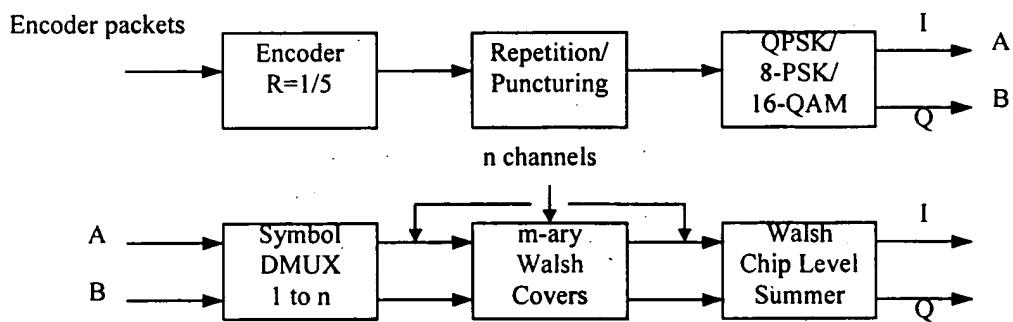 Encoder packets
Encoder
R=1/5
Repetition/
Puncturing
QPSK/
8-PSK/
16-QAM
I
A
Q
B
n channels
A
B
Symbol
DMUX
1 to n
m-ary
Walsh
Covers
Walsh
Chip Level
Summer
I
Q